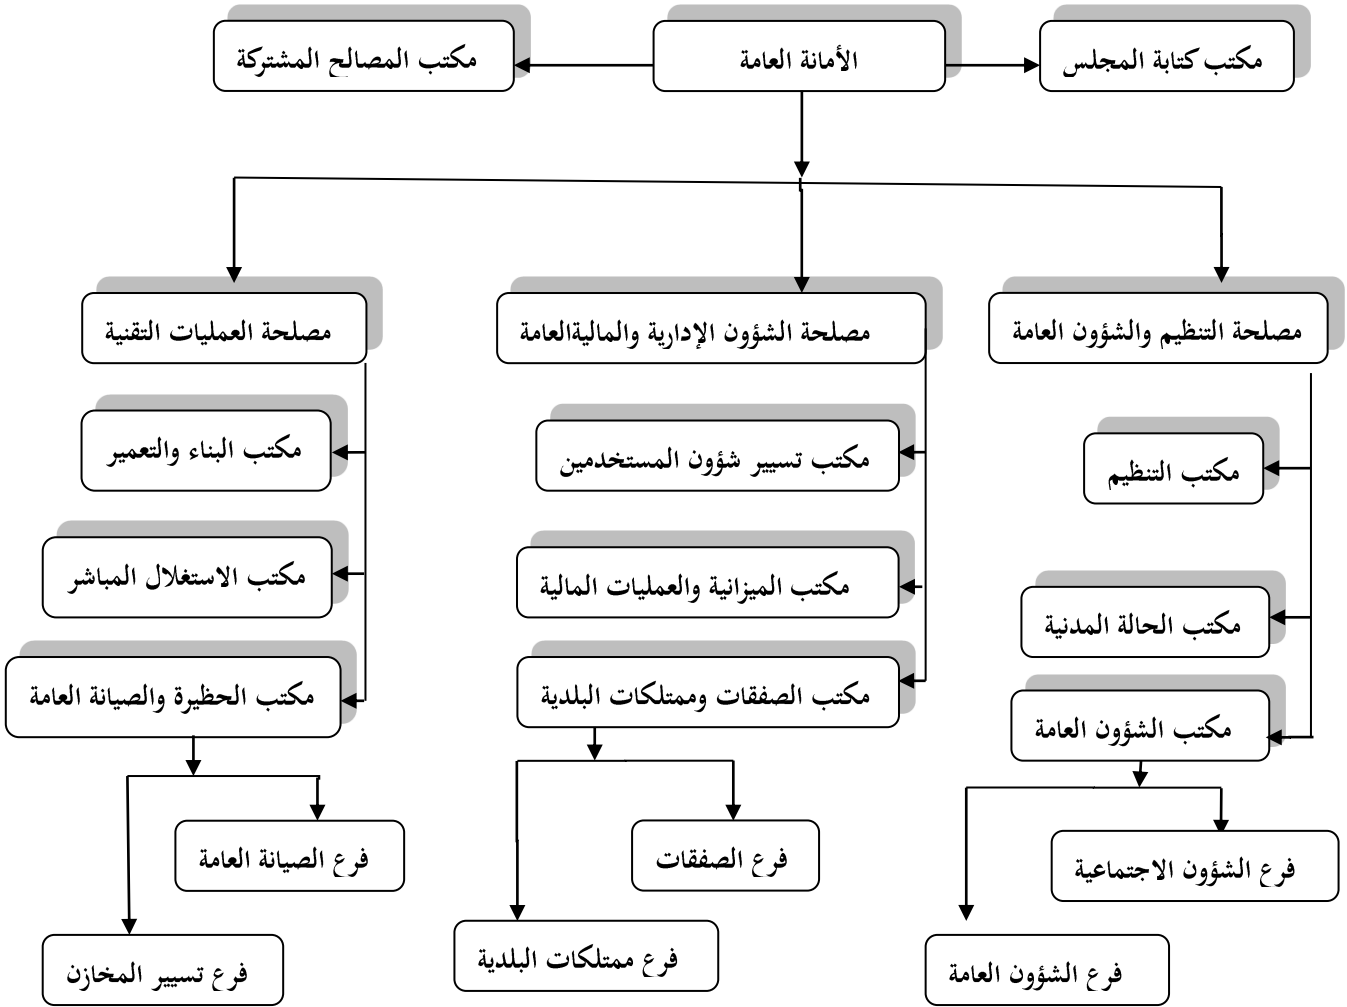 مكتب كتابة المجلس
الأمانة العامة
مكتب المصالح المشتركة
مصلحة التنظيم والشؤون العامة
مصلحة الشؤون الإدارية والماليةالعامة
مصلحة العمليات التقنية
مكتب التنظيم
مكتب تسيير شؤون المستخدمين
مكتب البناء والتعمير
مكتب الحالة المدنية
مكتب الميزانية والعمليات المالية
مكتب الاستغلال المباشر
مكتب الشؤون العامة
مكتب الصفقات وممتلكات البلدية
مكتب الحظيرة والصيانة العامة
فرع الشؤون الاجتماعية
فرع الصفقات
فرع الصيانة العامة
فرع الشؤون العامة
فرع ممتلكات البلدية
فرع تسيير المخازن